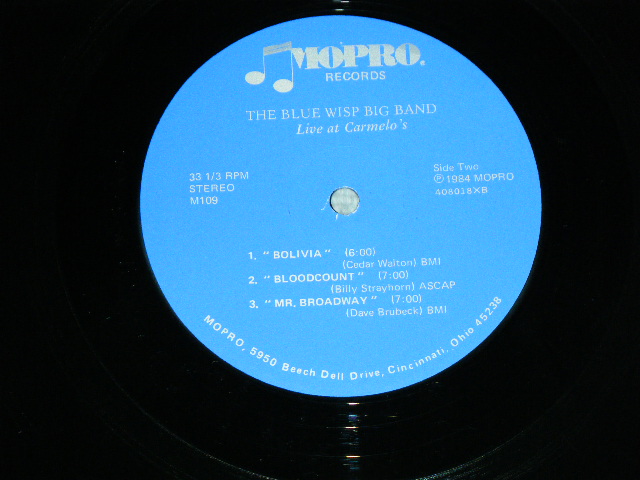 MOPRO.
RECORDS
THE BLUE WISP BIG BAND
Live at Carmelo's
33 1/3 RPM
STEREO
M109
Side Two
℗ 1984 MOPRO
408018XB
1. "BOLIVIA" (6:00)
(Cedar Walton) BMI
2. "BLOODCOUNT" (7:00)
(Billy Strayhorn) ASCAP
3. "MR. BROADWAY" (7:00)
(Dave Brubeck) BMI
MOPRO, 5950 Beech Dell Drive, Cincinnati, Ohio 45238